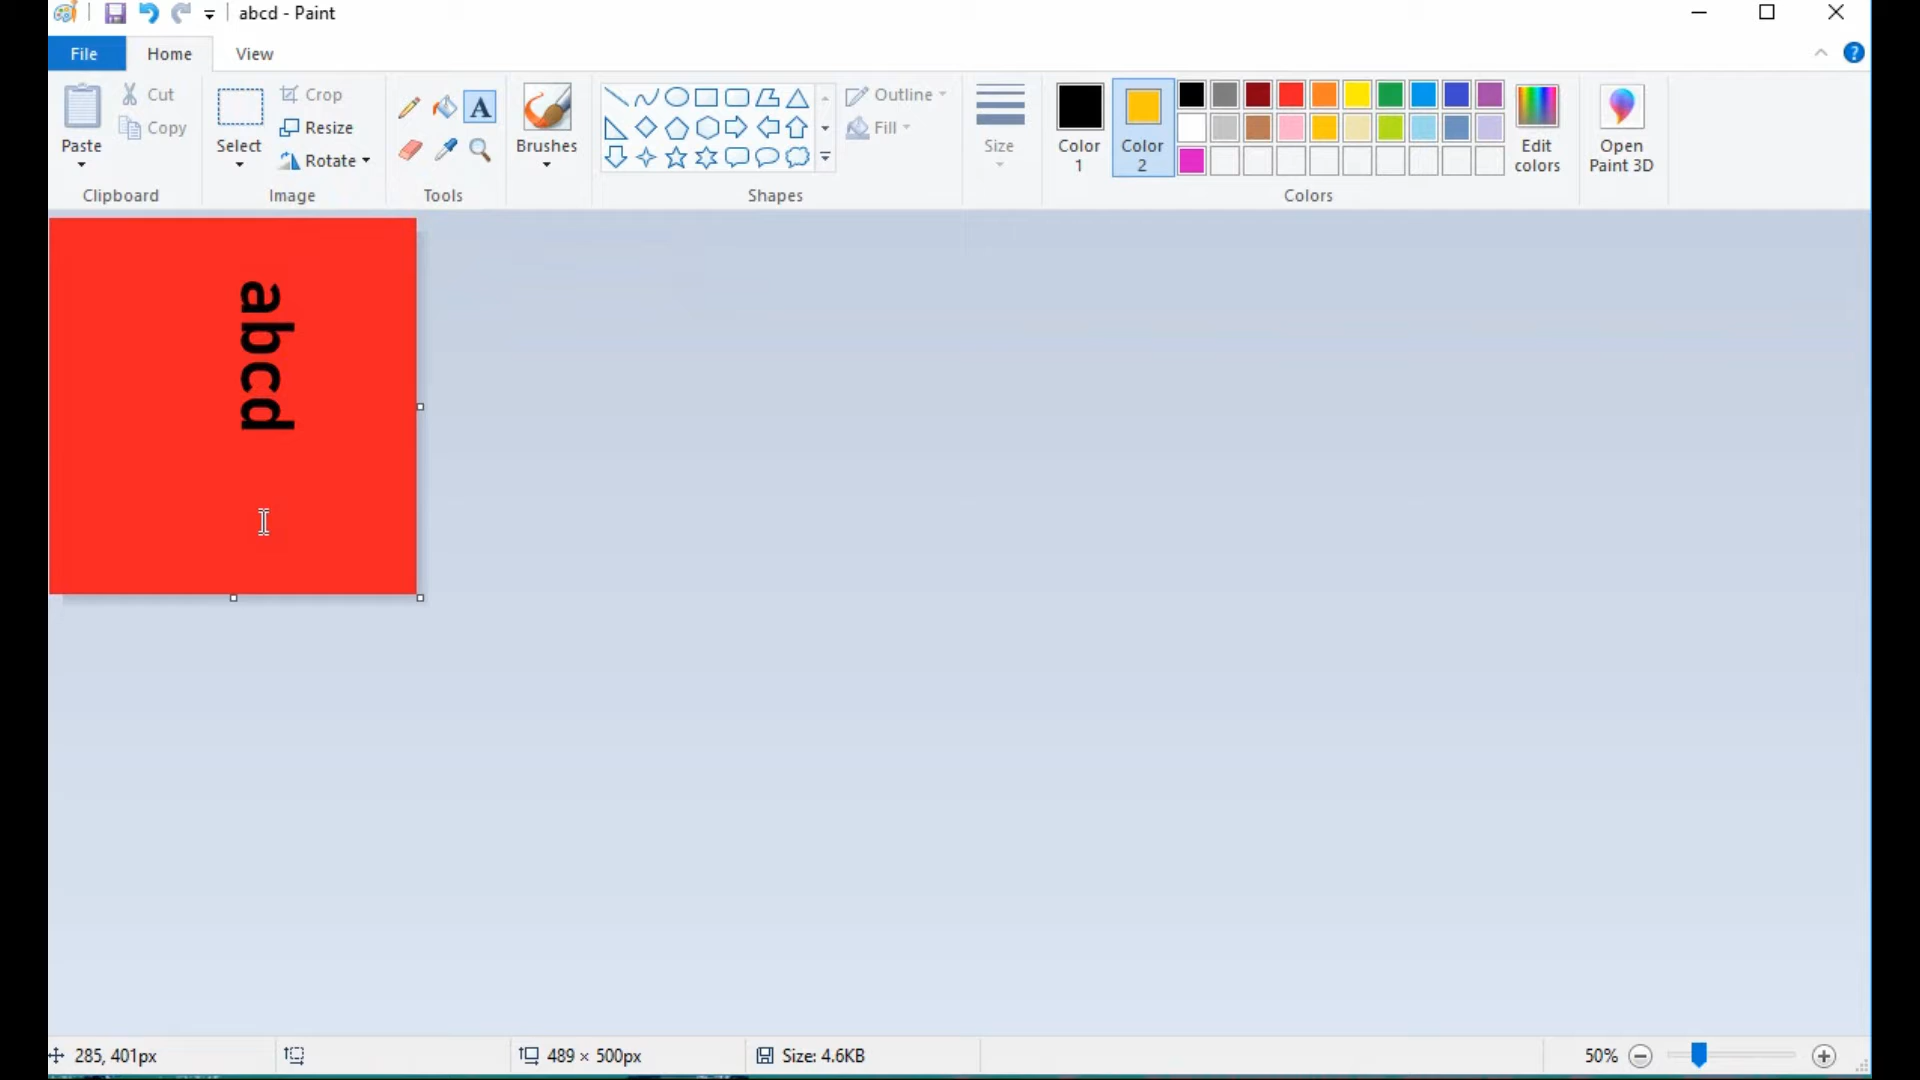 abcd - Paint
File
Home
View
?
Paste
Cut
Copy
Clipboard
Select
Crop
Resize
Rotate
Image
A
Tools
Brushes
Shapes
Outline
Fill
Size
Color
1
Color
2
Edit
colors
Colors
Open
Paint 3D
abcd
285, 401px
489 × 500px
Size: 4.6KB
50%